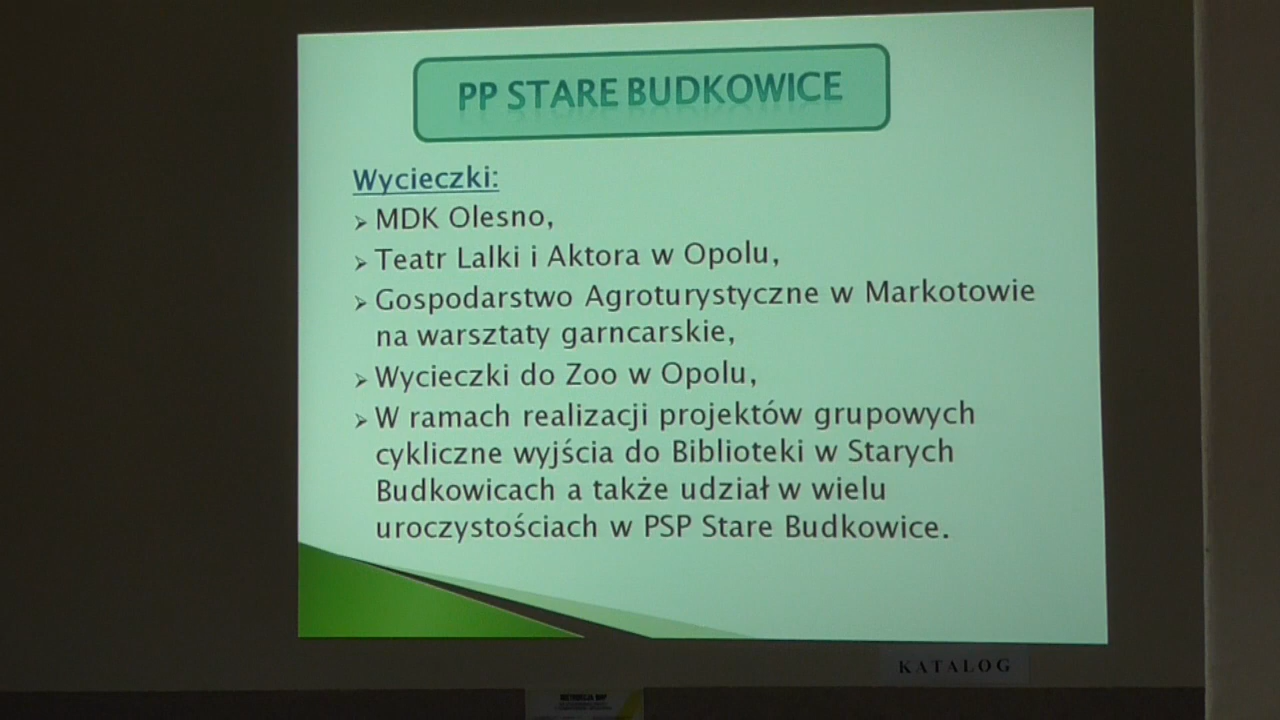 PP STARE BUDKOWICE
Wycieczki:
➢ MDK Olesno,
➢ Teatr Lalki i Aktora w Opolu,
➢ Gospodarstwo Agroturystyczne w Markotowie
na warsztaty garncarskie,
➢ Wycieczki do Zoo w Opolu,
➢ W ramach realizacji projektów grupowych
cykliczne wyjścia do Biblioteki w Starych
Budkowicach a także udział w wielu
uroczystościach w PSP Stare Budkowice.
KATALOG